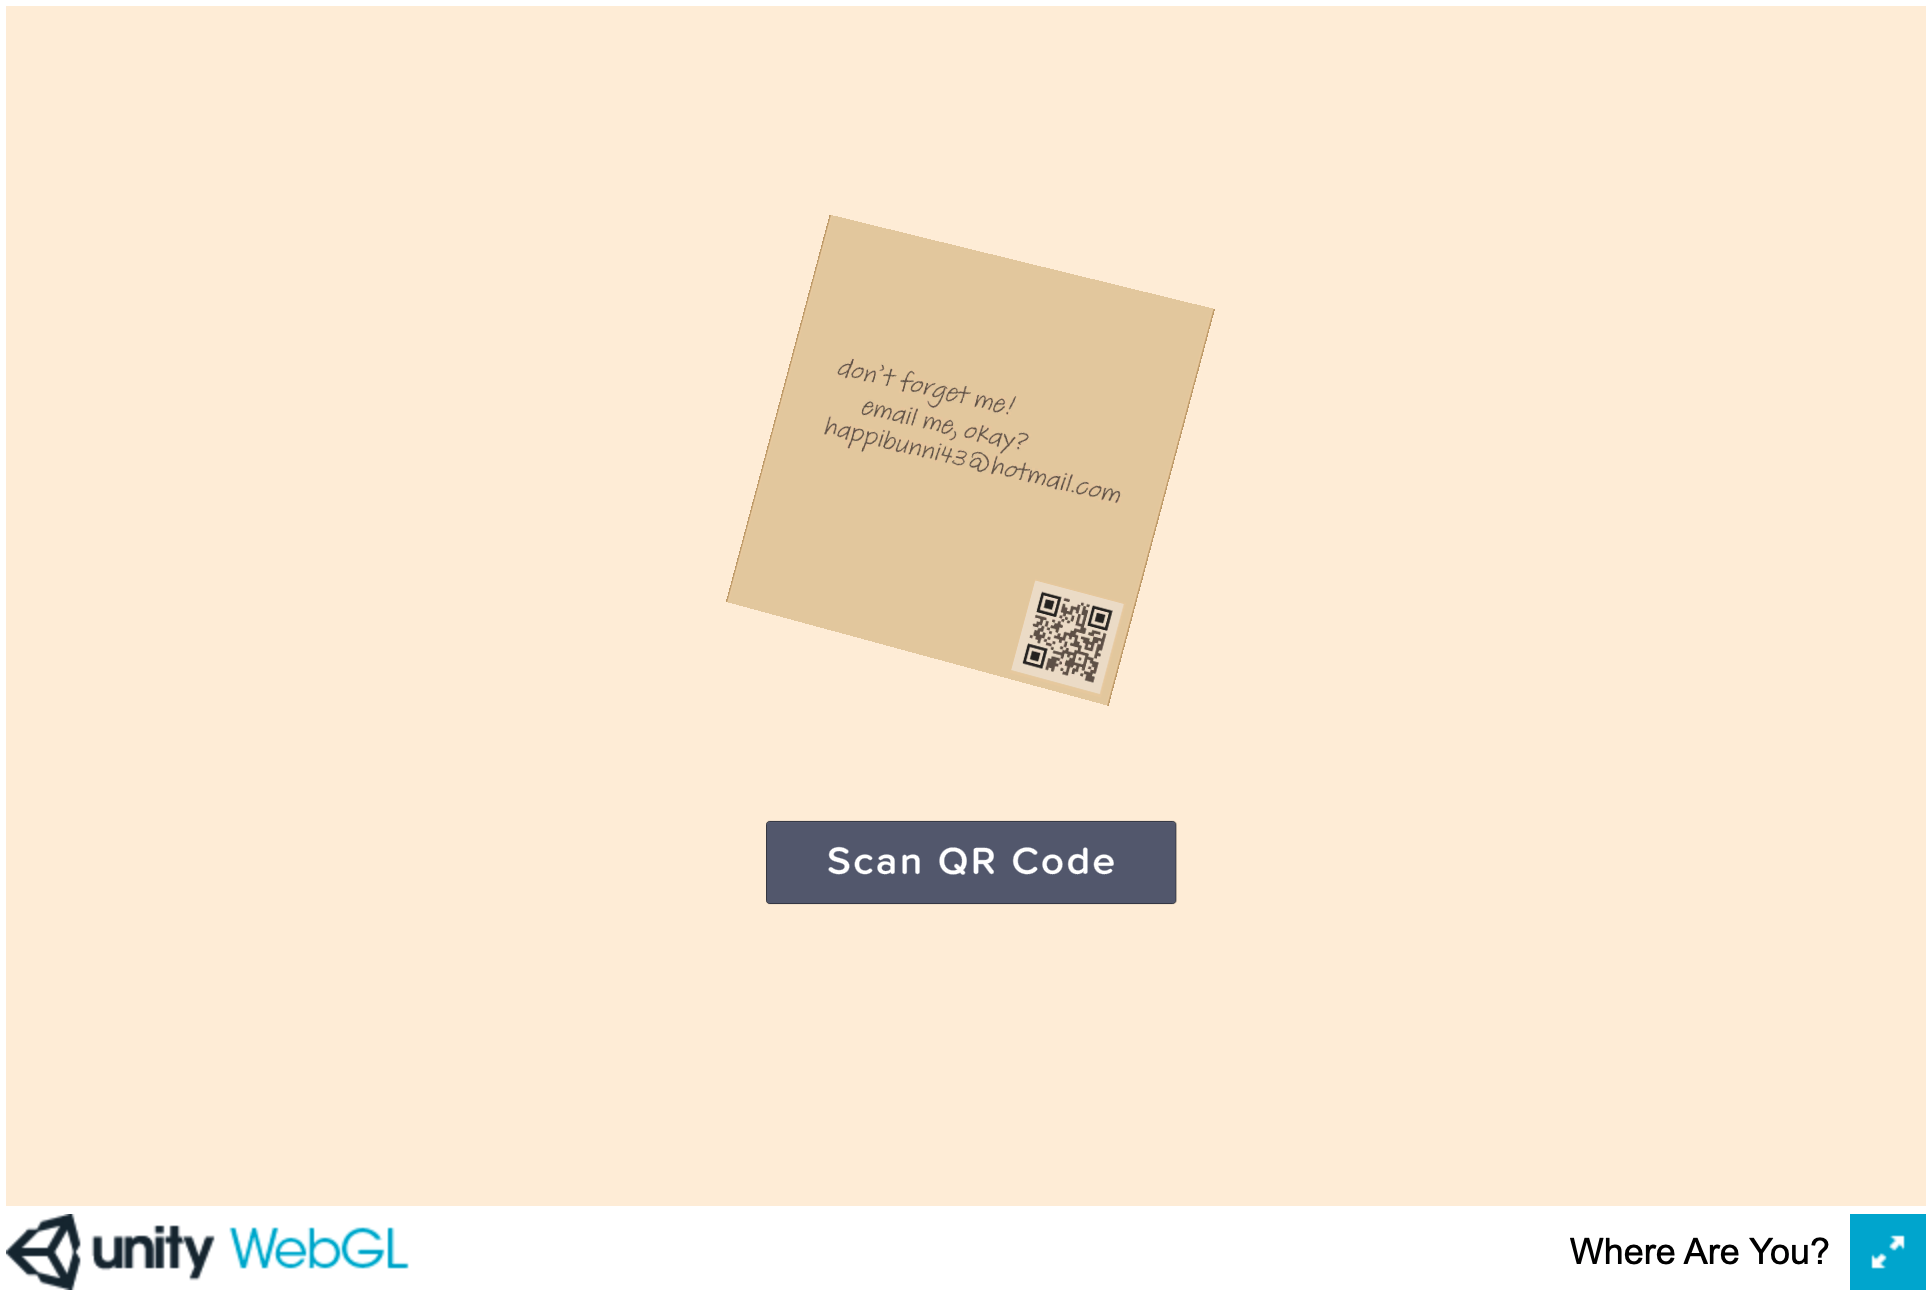 don't forget me!
email me, okay?
happibunni43@hotmail.com
Scan QR Code
unity WebGL
Where Are You?